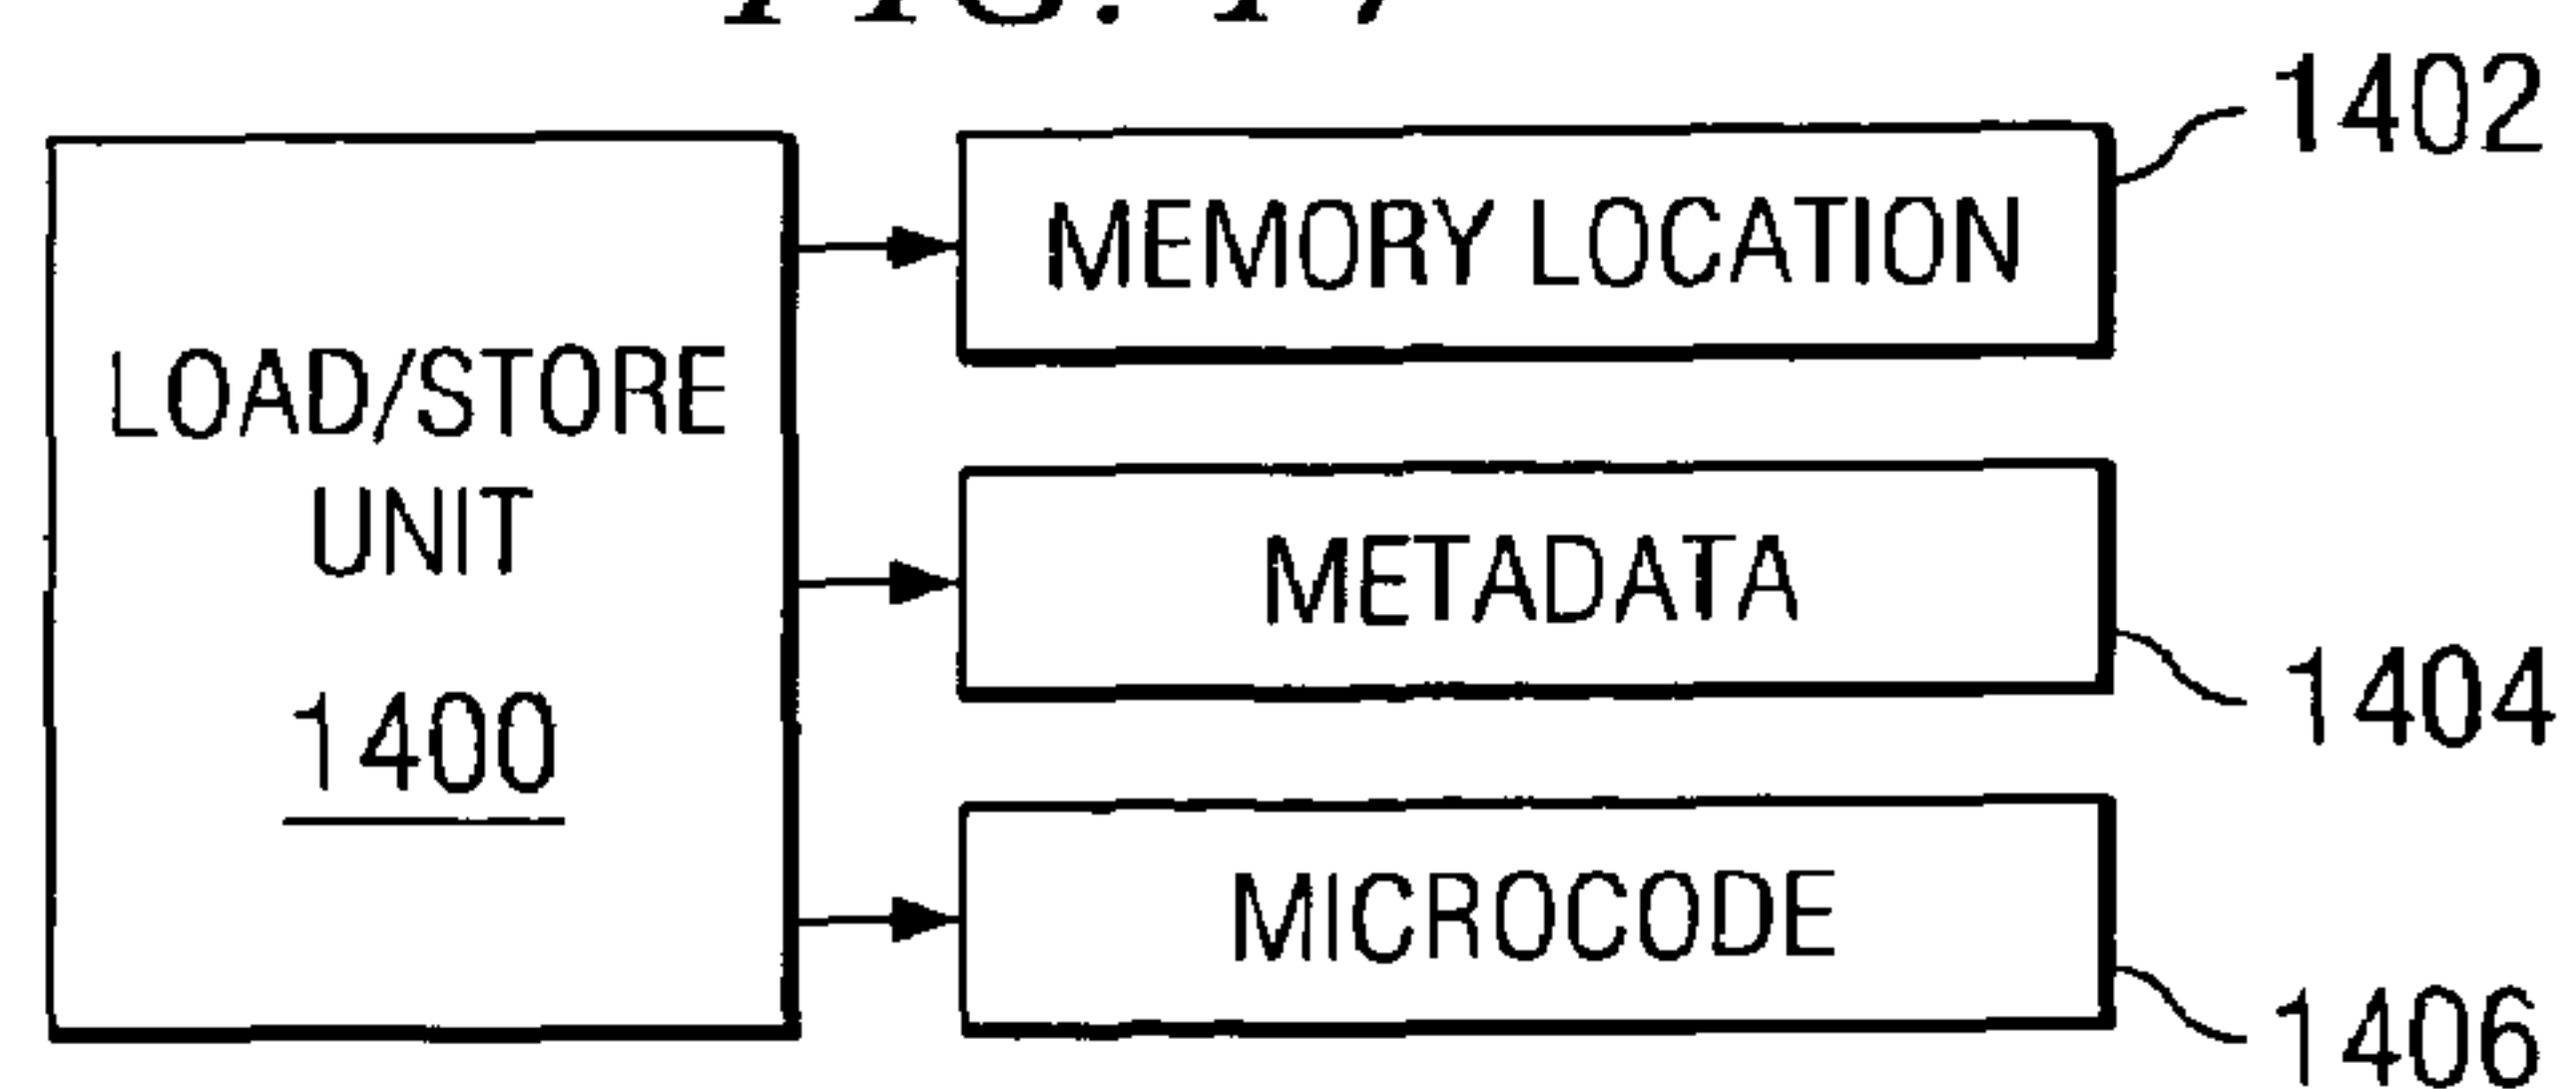 1402
MEMORY LOCATION
LOAD/STORE
UNIT
1400
METADATA
1404
MICROCODE
1406